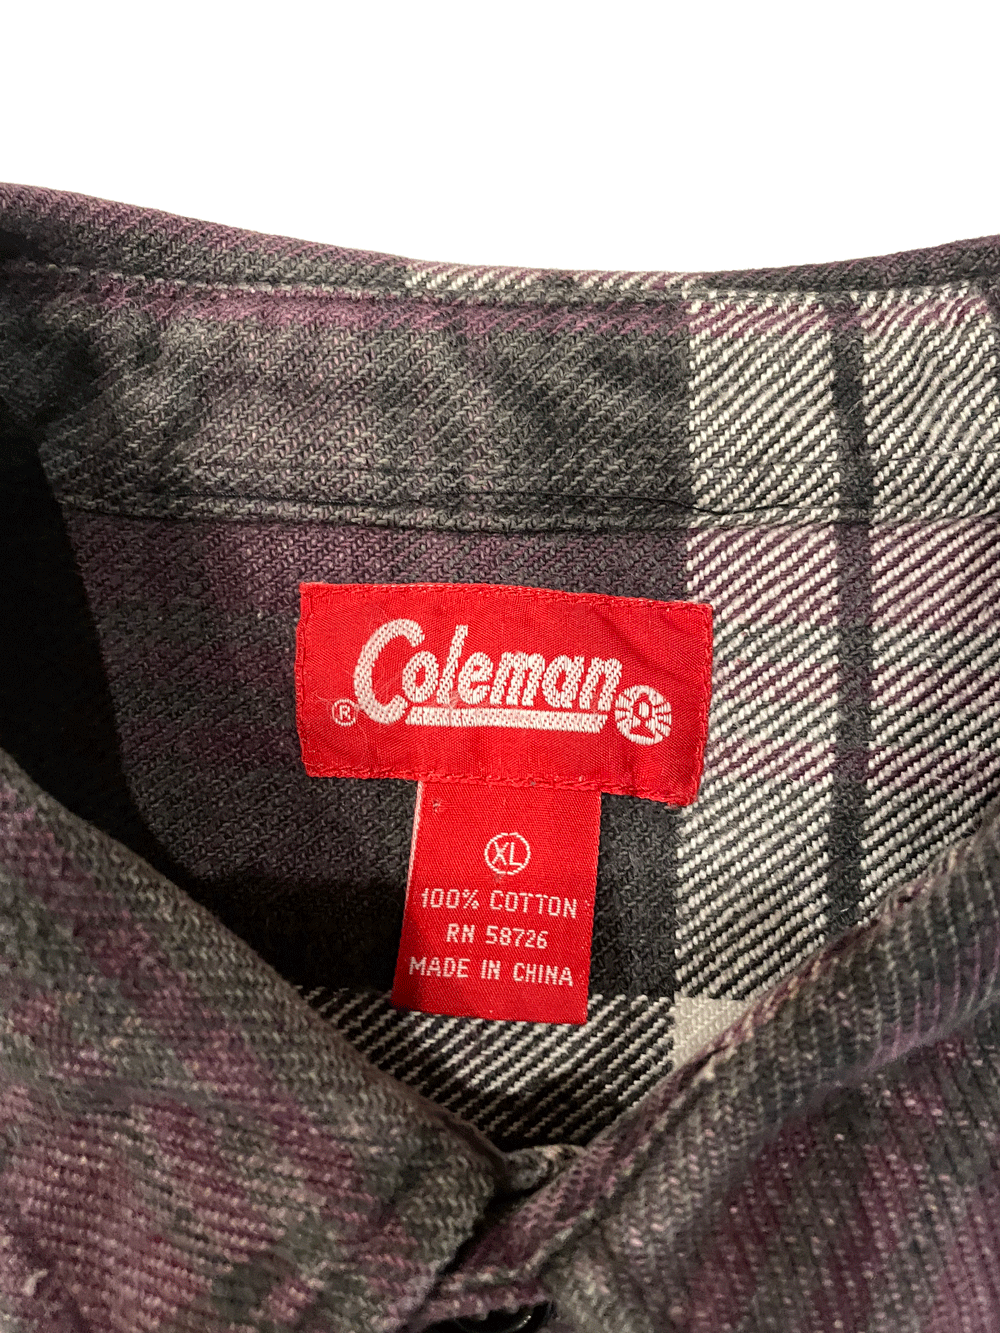 ® Coleman
XL
100% COTTON
RN 58726
MADE IN CHINA